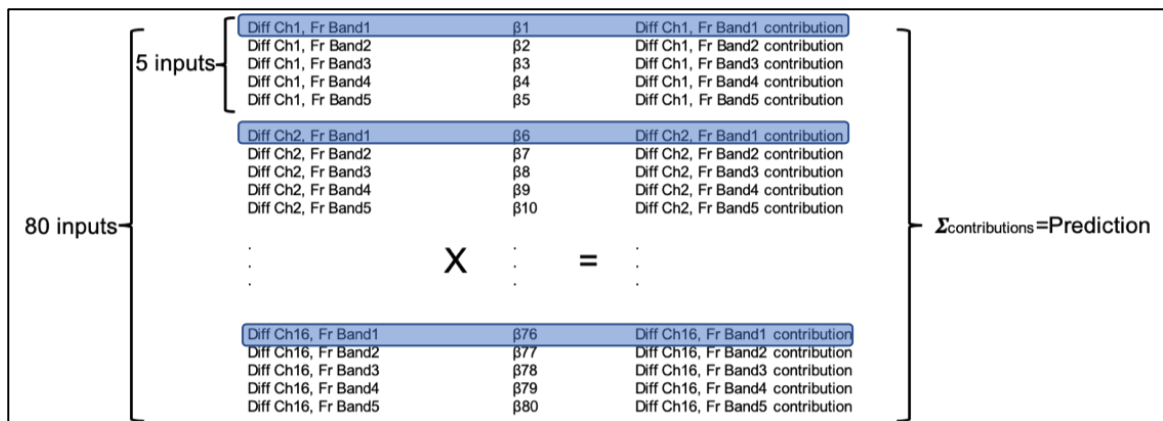 Diff Ch1, Fr Band1 β1 Diff Ch1, Fr Band1 contribution
Diff Ch1, Fr Band2 β2 Diff Ch1, Fr Band2 contribution
5 inputs Diff Ch1, Fr Band3 β3 Diff Ch1, Fr Band3 contribution
Diff Ch1, Fr Band4 β4 Diff Ch1, Fr Band4 contribution
Diff Ch1, Fr Band5 β5 Diff Ch1, Fr Band5 contribution
Diff Ch2, Fr Band1 β6 Diff Ch2, Fr Band1 contribution
Diff Ch2, Fr Band2 β7 Diff Ch2, Fr Band2 contribution
Diff Ch2, Fr Band3 β8 Diff Ch2, Fr Band3 contribution
Diff Ch2, Fr Band4 β9 Diff Ch2, Fr Band4 contribution
Diff Ch2, Fr Band5 β10 Diff Ch2, Fr Band5 contribution
80 inputs Σcontributions=Prediction
. . .
. X . = .
. . .
Diff Ch16, Fr Band1 β76 Diff Ch16, Fr Band1 contribution
Diff Ch16, Fr Band2 β77 Diff Ch16, Fr Band2 contribution
Diff Ch16, Fr Band3 β78 Diff Ch16, Fr Band3 contribution
Diff Ch16, Fr Band4 β79 Diff Ch16, Fr Band4 contribution
Diff Ch16, Fr Band5 β80 Diff Ch16, Fr Band5 contribution